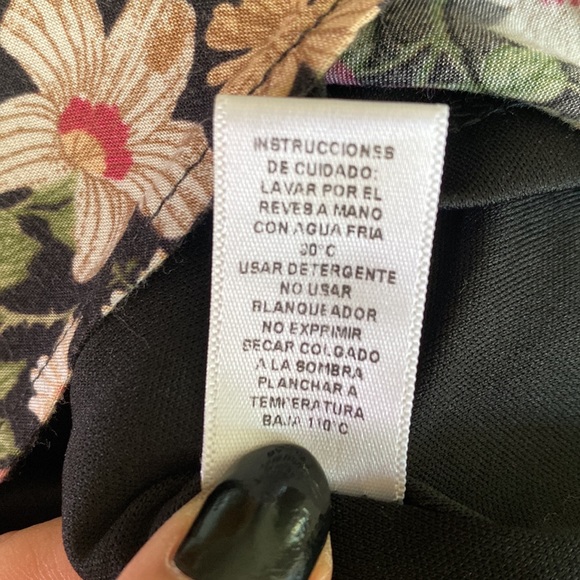 INSTRUCCIONES
DE CUIDADO:
LAVAR POR EL
REVES A MANO
CON AGUA FRIA
30°C
USAR DETERGENTE
NO USAR
BLANQUEADOR
NO EXPRIMIR
SECAR COLGADO
A LA SOMBRA
PLANCHAR A
TEMPERATURA
BAJA 110°C